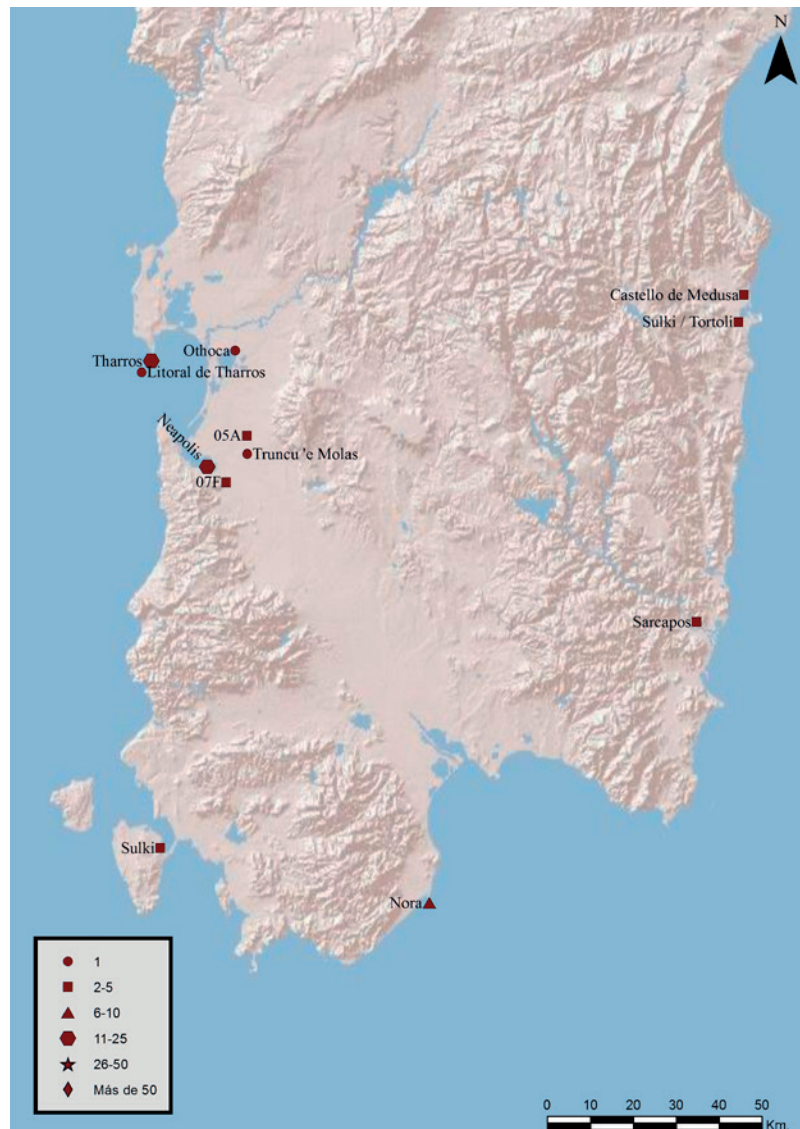 N
Castello de Medusa
Sulki / Tortoli
Othoca
Tharros
Litoral de Tharros
Neapolis
05A
Truncu 'e Molas
07F
Sarcapos
Sulki
Nora
1
2-5
6-10
11-25
26-50
Más de 50
0 10 20 30 40 50
Km.